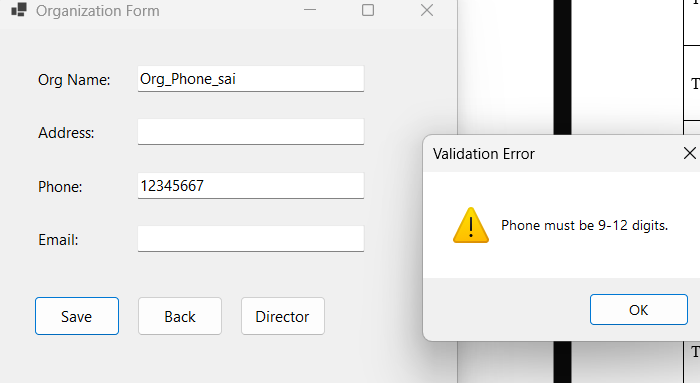 Organization Form
Org Name:
Org_Phone_sai
Address:
Phone:
12345667
Email:
Save
Back
Director
Validation Error
Phone must be 9-12 digits.
OK
T
T